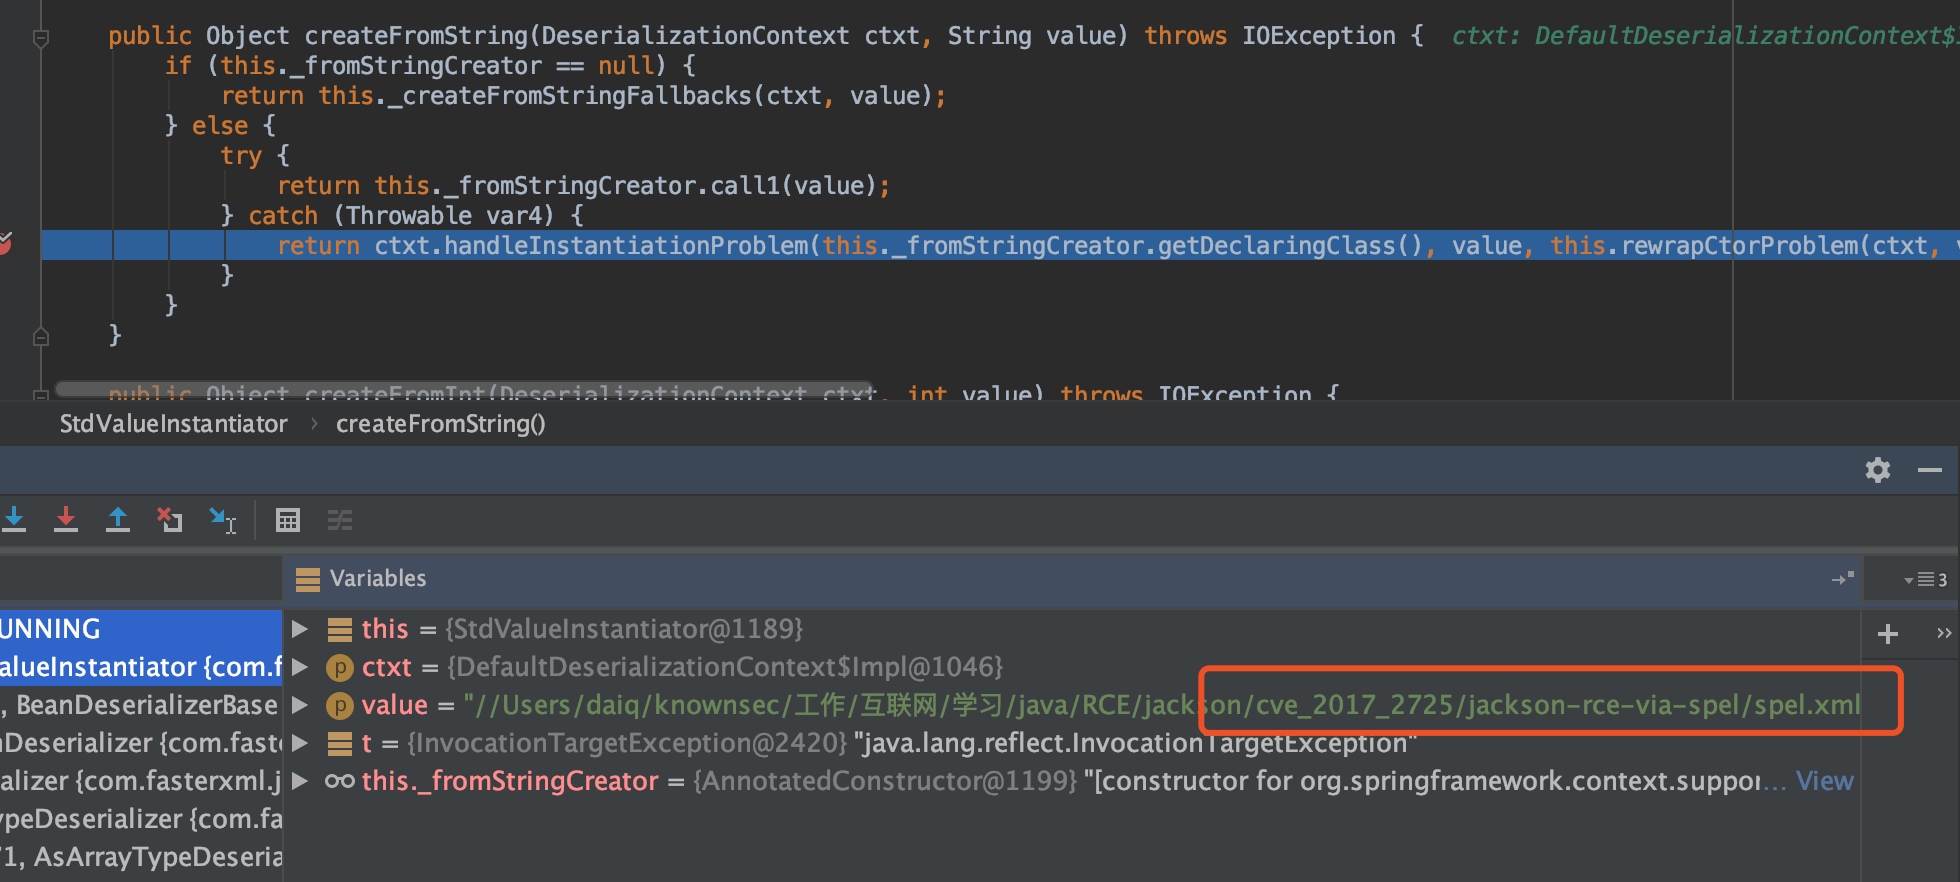 public Object createFromString(DeserializationContext ctxt, String value) throws IOException {  ctxt: DefaultDeserializationContext$
if (this._fromStringCreator == null) {
return this._createFromStringFallbacks(ctxt, value);
} else {
try {
return this._fromStringCreator.call1(value);
} catch (Throwable var4) {
return ctxt.handleInstantiationProblem(this._fromStringCreator.getDeclaringClass(), value, this.rewrapCtorProblem(ctxt,
}
}
}
public Object createFromInt(DeserializationContext ctxt, int value) throws IOException {
StdValueInstantiator › createFromString()
Variables
3
UNNING
this = {StdValueInstantiator@1189}
alueInstantiator {com.f
ctxt = {DefaultDeserializationContext$Impl@1046}
, BeanDeserializerBase
value = "//Users/daiq/knownsec/工作/互联网/学习/java/RCE/jackson/cve_2017_2725/jackson-rce-via-spel/spel.xml
nDeserializer {com.faste
t = {InvocationTargetException@2420} "java.lang.reflect.InvocationTargetException"
alizer {com.fasterxml.j
this._fromStringCreator = {AnnotatedConstructor@1199} "[constructor for org.springframework.context.suppor... View
ypeDeserializer {com.fa
1, AsArrayTypeDeseria